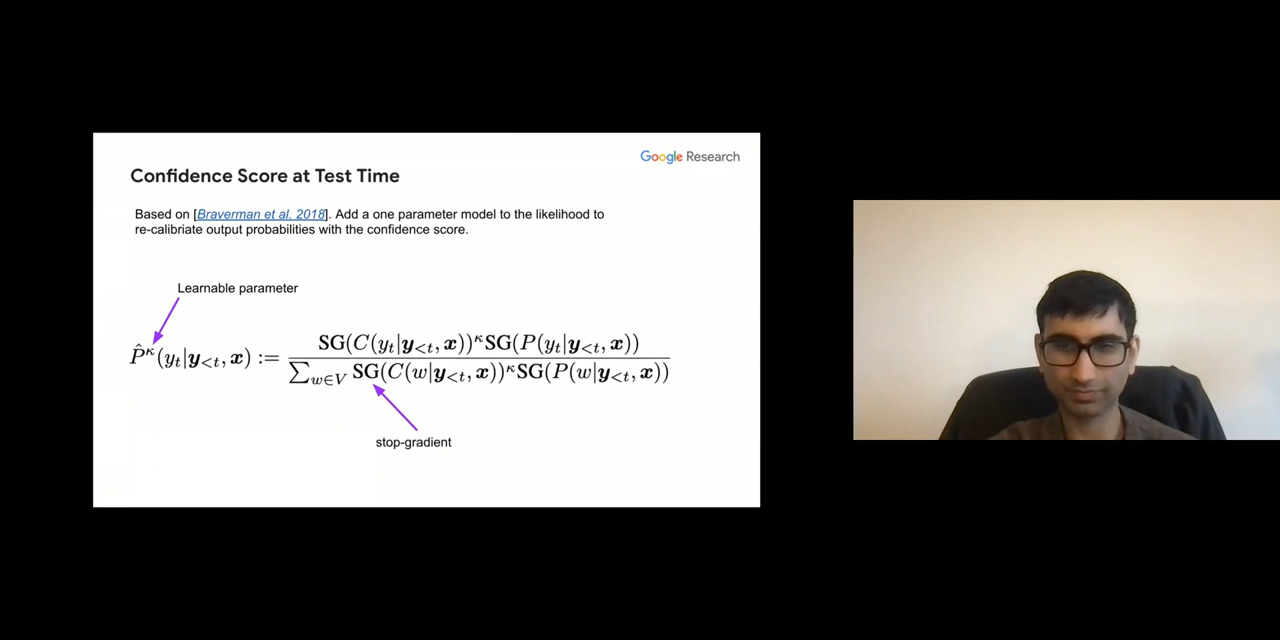 Google Research
Confidence Score at Test Time
Based on [Braverman et al. 2018]. Add a one parameter model to the likelihood to
re-calibriate output probabilities with the confidence score.
Learnable parameter
P̂^κ(y_t|y_{<t}, x) := SG(C(y_t|y_{<t}, x))^κ SG(P(y_t|y_{<t}, x))
∑_{w∈V} SG(C(w|y_{<t}, x))^κ SG(P(w|y_{<t}, x))
stop-gradient